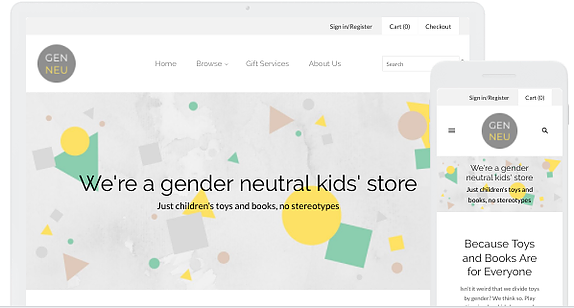 Sign in/Register Cart (0) Checkout
GEN
NEU
Home Browse Gift Services About Us Search
We're a gender neutral kids' store
Just children's toys and books, no stereotypes
Sign in/Register Cart (0)
GEN
NEU
We're a gender neutral
kids' store
Just children's toys and
books, no stereotypes
Because Toys
and Books Are
for Everyone
Isn't it weird that we divide toys
by gender? We think so. Play